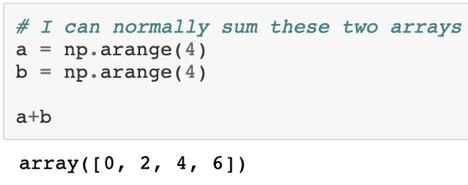 # I can normally sum these two arrays
a = np.arange(4)
b = np.arange(4)
a+b
array([0, 2, 4, 6])